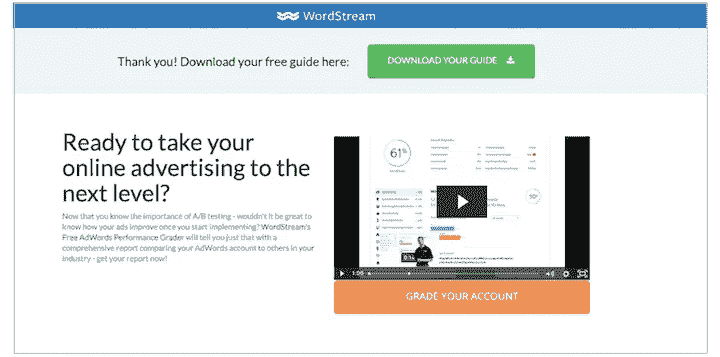 WordStream
Thank you! Download your free guide here:
DOWNLOAD YOUR GUIDE
Ready to take your
online advertising to the
next level?
Now that you know the importance of A/B testing - wouldn't it be great to
know how your ads improve once you start implementing? WordStream's
Free AdWords Performance Grader will tell you just that with a
comprehensive report comparing your AdWords account to others in your
industry - get your report now!
61%
GRADE YOUR ACCOUNT